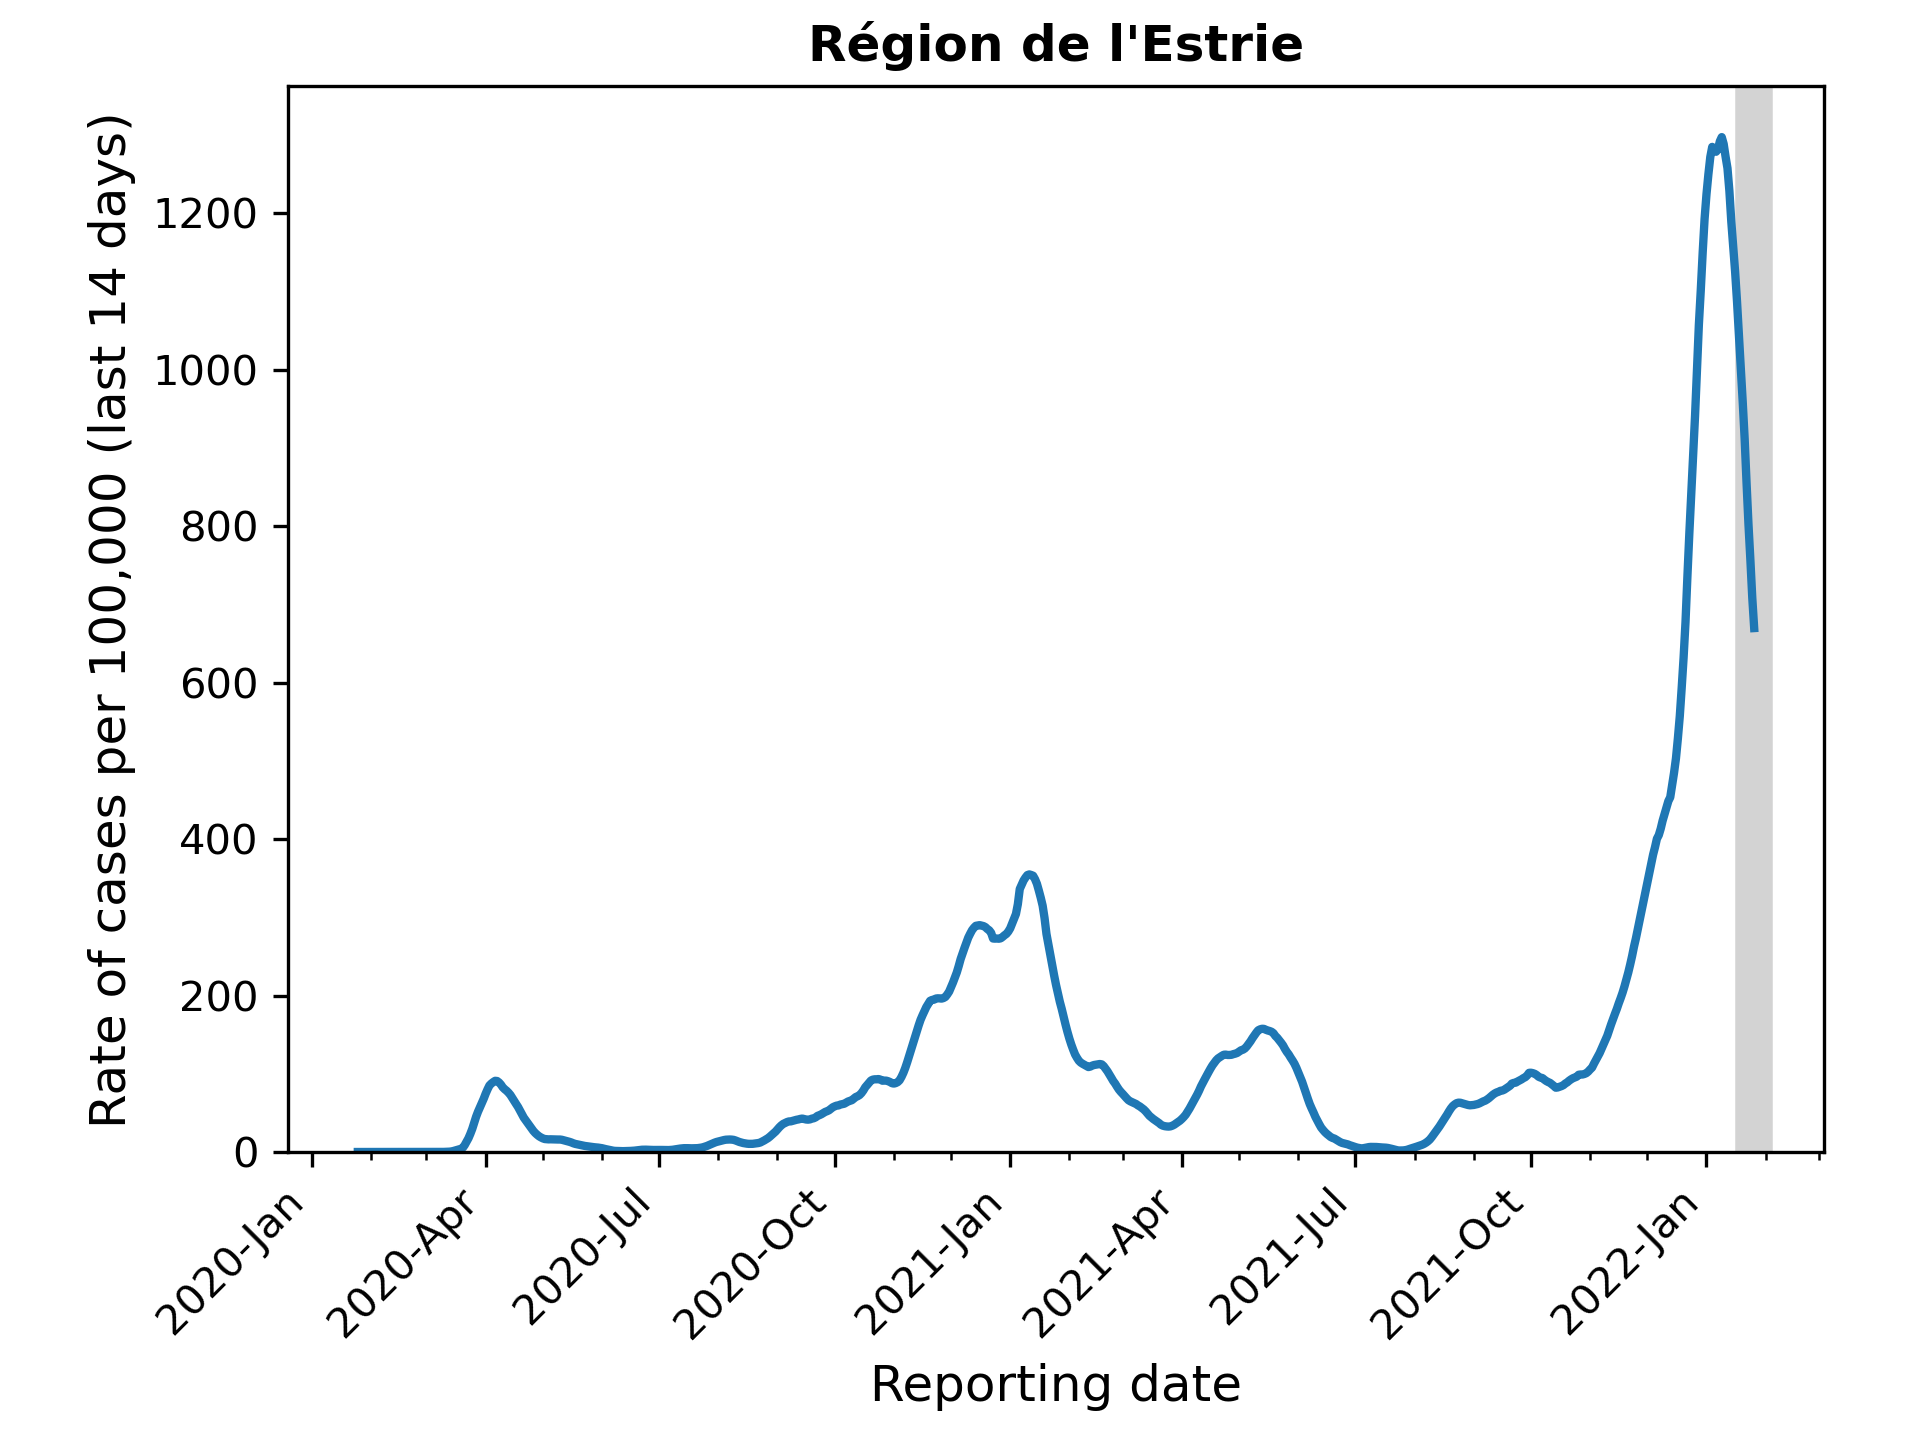 Région de l'Estrie
Rate of cases per 100,000 (last 14 days)
1200
1000
800
600
400
200
0
2020-Jan
2020-Apr
2020-Jul
2020-Oct
2021-Jan
2021-Apr
2021-Jul
2021-Oct
2022-Jan
Reporting date